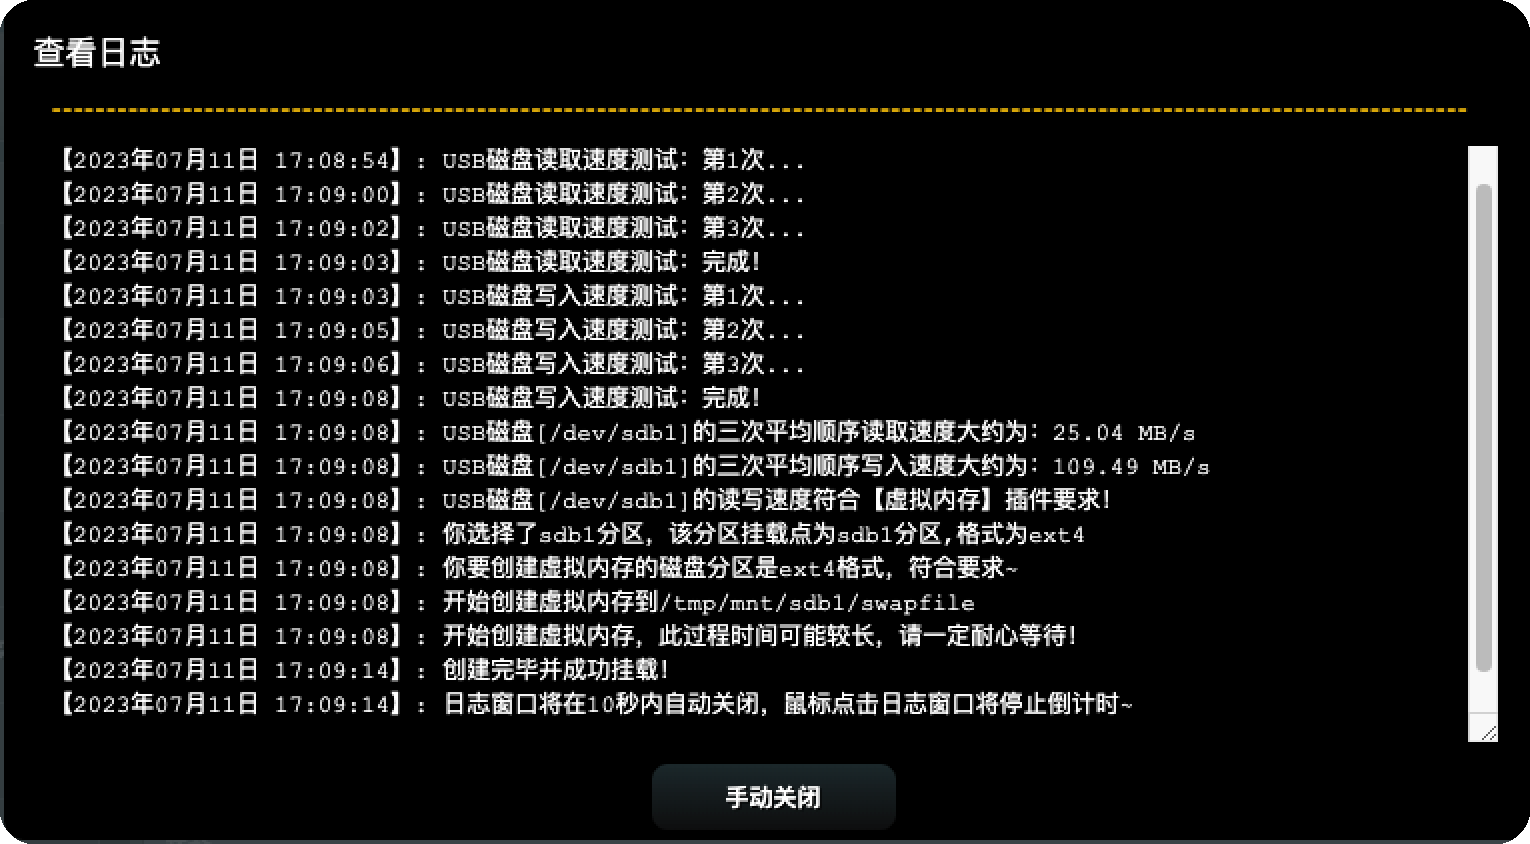 查看日志
【2023年07月11日 17:08:54】: USB磁盘读取速度测试：第1次...
【2023年07月11日 17:09:00】: USB磁盘读取速度测试：第2次...
【2023年07月11日 17:09:02】: USB磁盘读取速度测试：第3次...
【2023年07月11日 17:09:03】: USB磁盘读取速度测试：完成！
【2023年07月11日 17:09:03】: USB磁盘写入速度测试：第1次...
【2023年07月11日 17:09:05】: USB磁盘写入速度测试：第2次...
【2023年07月11日 17:09:06】: USB磁盘写入速度测试：第3次...
【2023年07月11日 17:09:08】: USB磁盘写入速度测试：完成！
【2023年07月11日 17:09:08】: USB磁盘[/dev/sdb1]的三次平均顺序读取速度大约为：25.04 MB/s
【2023年07月11日 17:09:08】: USB磁盘[/dev/sdb1]的三次平均顺序写入速度大约为：109.49 MB/s
【2023年07月11日 17:09:08】: USB磁盘[/dev/sdb1]的读写速度符合【虚拟内存】插件要求！
【2023年07月11日 17:09:08】: 你选择了sdb1分区，该分区挂载点为sdb1分区,格式为ext4
【2023年07月11日 17:09:08】: 你要创建虚拟内存的磁盘分区是ext4格式，符合要求~
【2023年07月11日 17:09:08】: 开始创建虚拟内存到/tmp/mnt/sdb1/swapfile
【2023年07月11日 17:09:08】: 开始创建虚拟内存，此过程时间可能较长，请一定耐心等待！
【2023年07月11日 17:09:14】: 创建完毕并成功挂载！
【2023年07月11日 17:09:14】: 日志窗口将在10秒内自动关闭，鼠标点击日志窗口将停止倒计时~
手动关闭